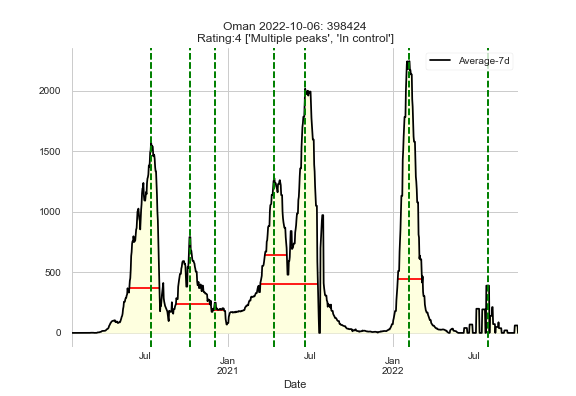 Oman 2022-10-06: 398424
Rating:4 ['Multiple peaks', 'In control']
Average-7d
2000
1500
1000
500
0
Jul
Jan
2021
Jul
Jan
2022
Jul
Date